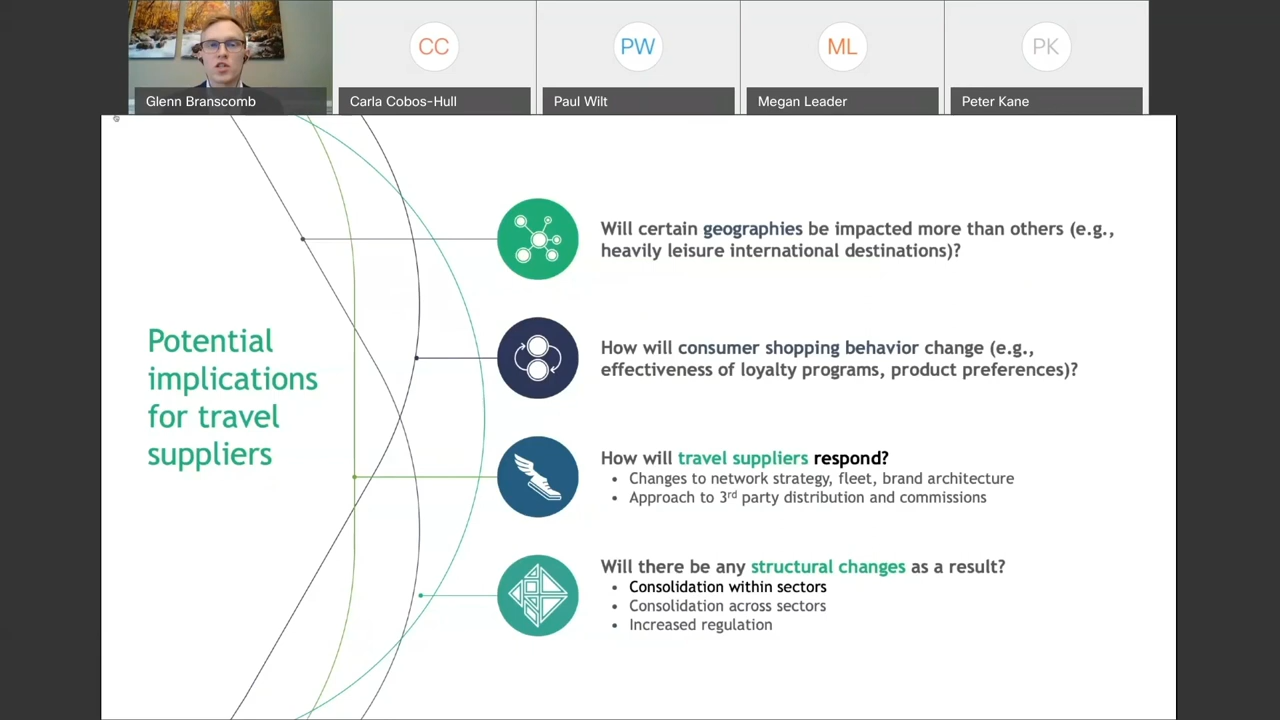 CC
PW
ML
PK
Glenn Branscomb
Carla Cobos-Hull
Paul Wilt
Megan Leader
Peter Kane
Potential
implications
for travel
suppliers
Will certain geographies be impacted more than others (e.g.,
heavily leisure international destinations)?
How will consumer shopping behavior change (e.g.,
effectiveness of loyalty programs, product preferences)?
How will travel suppliers respond?
• Changes to network strategy, fleet, brand architecture
• Approach to 3rd party distribution and commissions
Will there be any structural changes as a result?
• Consolidation within sectors
• Consolidation across sectors
• Increased regulation